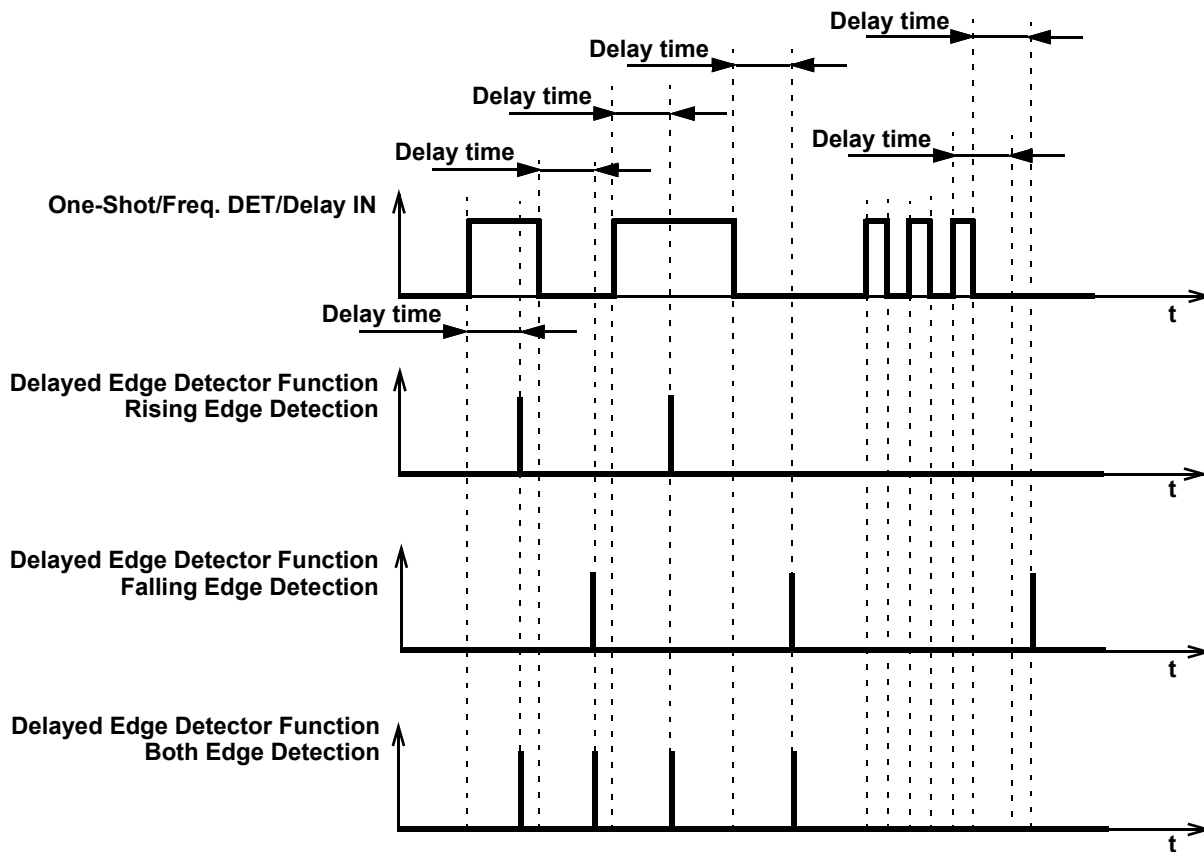 Delay time
Delay time
Delay time
Delay time
Delay time
One-Shot/Freq. DET/Delay IN
t
Delay time
Delayed Edge Detector Function
Rising Edge Detection
t
Delayed Edge Detector Function
Falling Edge Detection
t
Delayed Edge Detector Function
Both Edge Detection
t